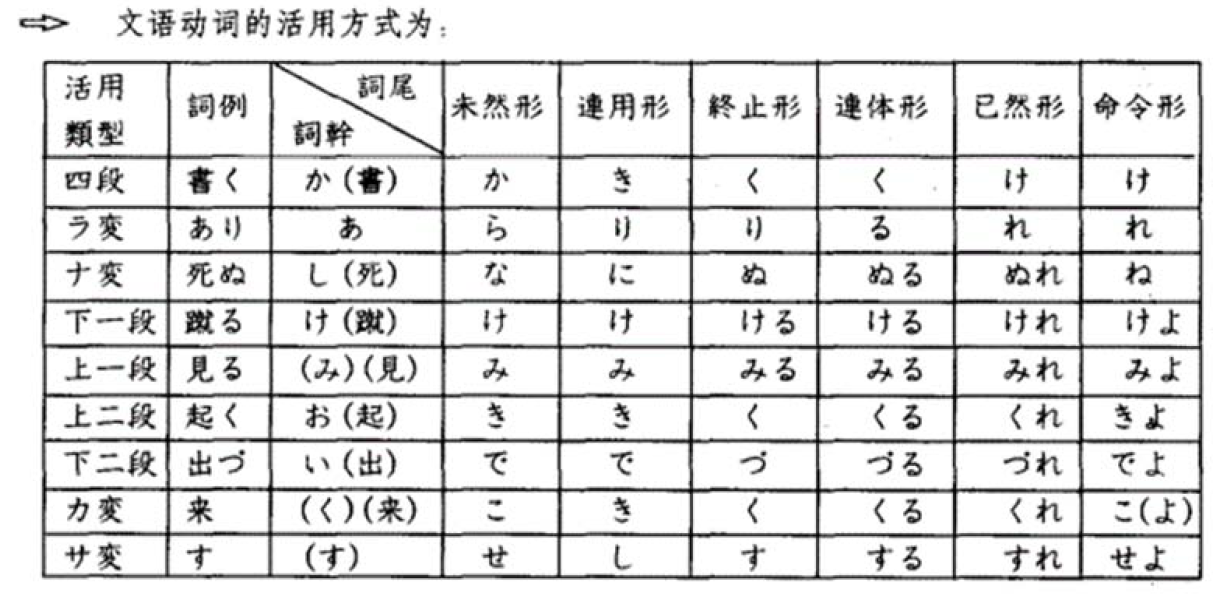 ⇨ 文语动词的活用方式为:
活用類型 詞例 詞尾 詞幹 未然形 連用形 終止形 連体形 已然形 命令形
四段 書く か(書) か き く く け け
ラ変 あり あ ら り り る れ れ
ナ変 死ぬ し(死) な に ぬ ぬる ぬれ ね
下一段 蹴る け(蹴) け け ける ける けれ けよ
上一段 見る (み)(見) み み みる みる みれ みよ
上二段 起く お(起) き き く くる くれ きよ
下二段 出づ い(出) で で づ づる づれ でよ
カ変 来 (く)(来) こ き く くる くれ こ(よ)
サ変 す (す) せ し す する すれ せよ